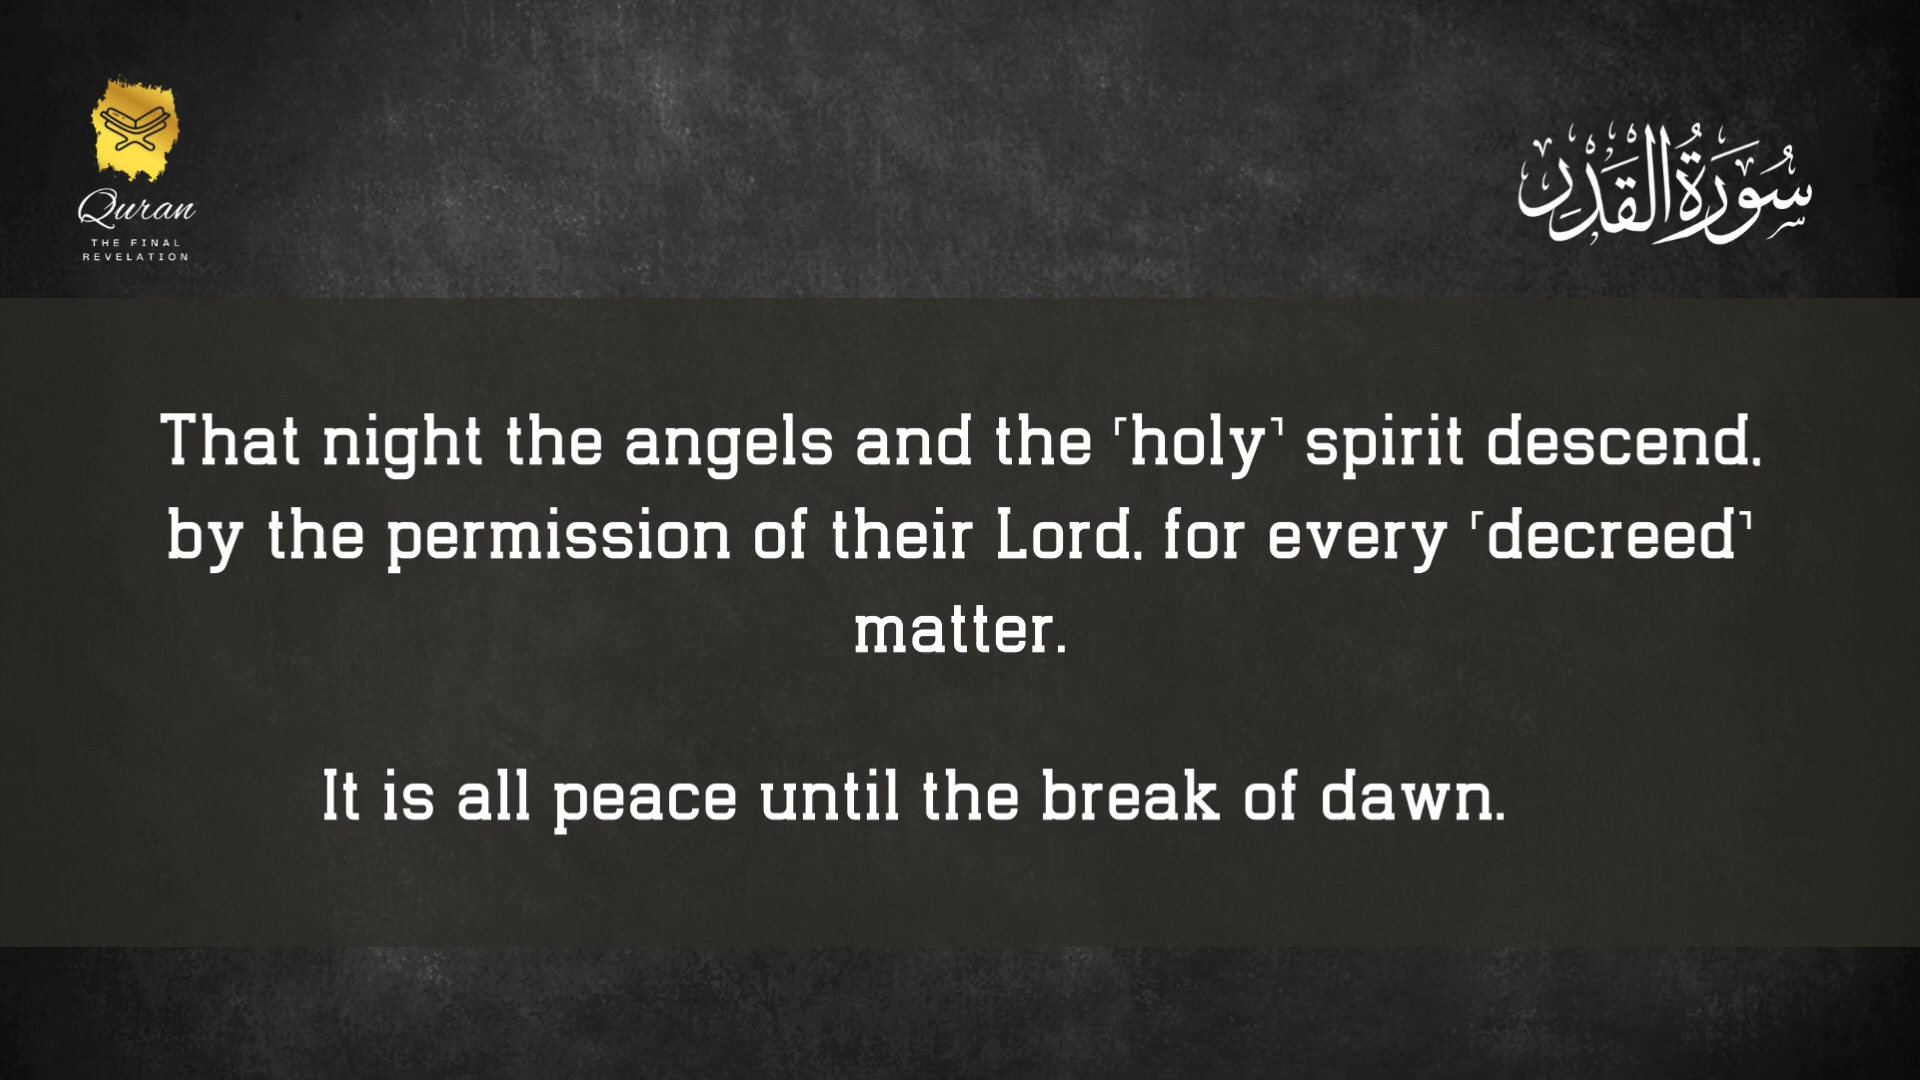 Quran
THE FINAL
REVELATION
سُورَةُ القَدْرِ
That night the angels and the ⸢holy⸣ spirit descend,
by the permission of their Lord, for every ⸢decreed⸣
matter.
It is all peace until the break of dawn.